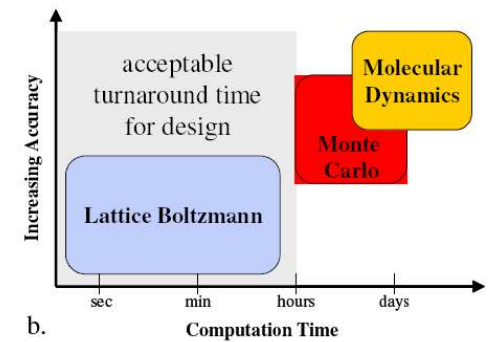 acceptable
turnaround time
for design
Molecular
Dynamics
Monte
Carlo
Lattice Boltzmann
Increasing Accuracy
sec
min
hours
days
b.
Computation Time